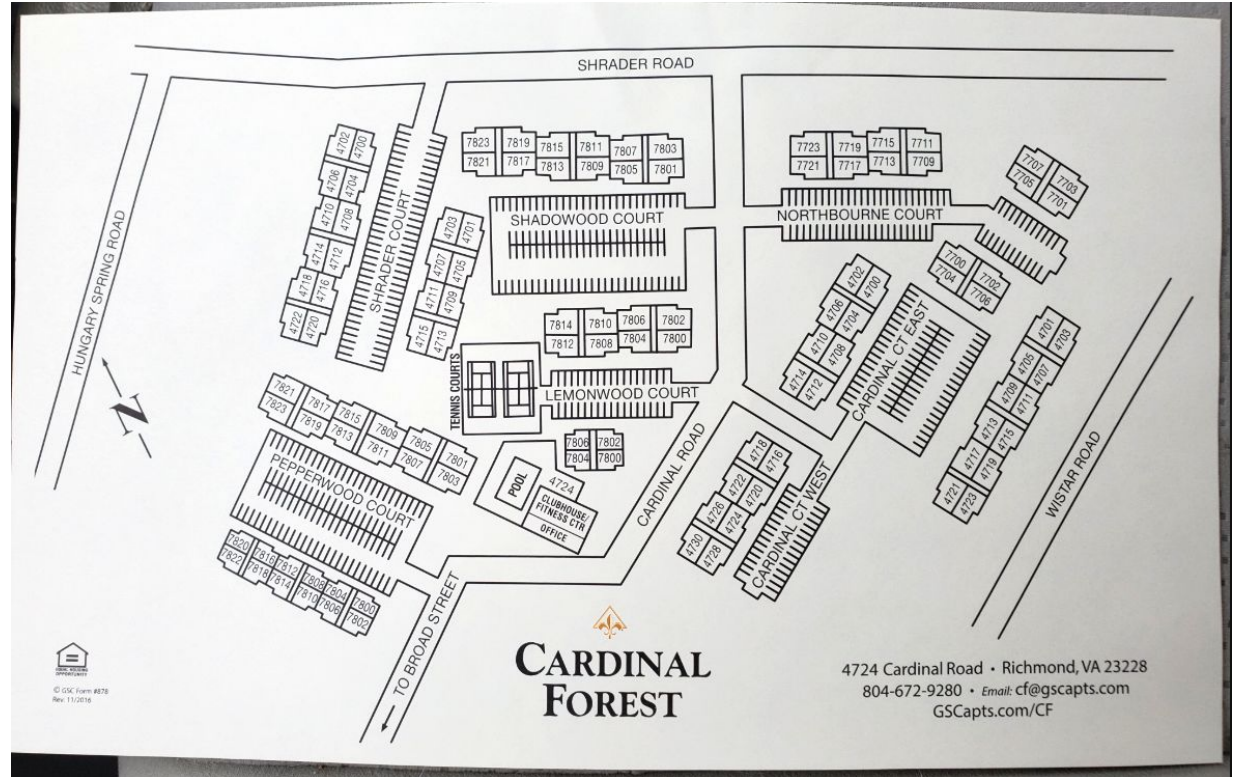 SHRADER ROAD
HUNGARY SPRING ROAD
4702 4700
4706 4704
4710 4708
4714 4712
4718 4716
4722 4720
SHRADER COURT
4703 4701
4707 4705
4711 4709
4715 4713
7823 7819 7815 7811 7807 7803
7821 7817 7813 7809 7805 7801
SHADOWOOD COURT
7723 7719 7715 7711
7721 7717 7713 7709
NORTHBOURNE COURT
7707 7703
7705 7701
7700 7702
7704 7706
7814 7810 7806 7802
7812 7808 7804 7800
TENNIS COURTS
LEMONWOOD COURT
7806 7802
7804 7800
4702 4700
4706 4704
4710 4708
4714 4712
CARDINAL CT EAST
4701 4703
4705 4707
4709 4711
4713 4715
4717 4719
4721 4723
WISTAR ROAD
N
7821 7817 7815 7809 7805 7801
7823 7819 7813 7811 7807 7803
PEPPERWOOD COURT
7820 7816 7812 7808 7804 7800
7822 7818 7814 7810 7806 7802
POOL
4724
CLUBHOUSE/
FITNESS CTR
OFFICE
CARDINAL ROAD
4718 4716
4722 4720
4726 4724
4730 4728
CARDINAL CT WEST
TO BROAD STREET
CARDINAL
FOREST
4724 Cardinal Road • Richmond, VA 23228
804-672-9280 • Email: cf@gscapts.com
GSCapts.com/CF
EQUAL HOUSING
OPPORTUNITY
© GSC Form #878
Rev. 11/2016